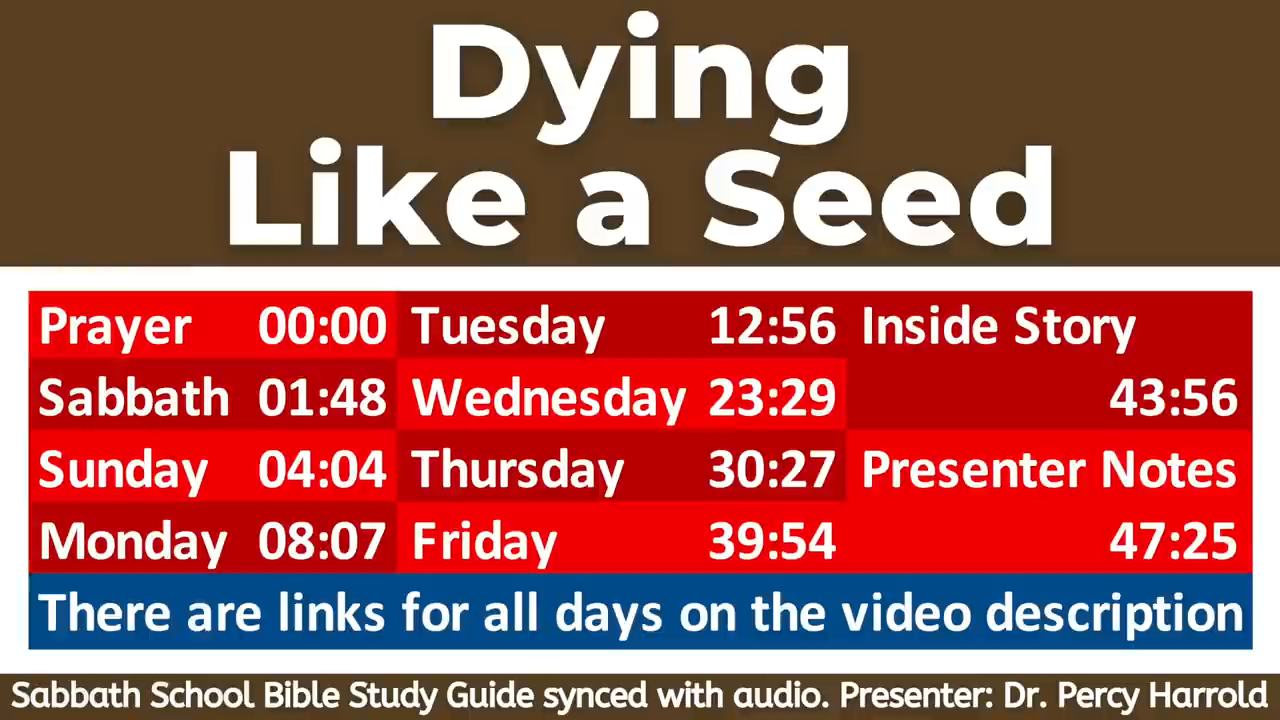 Dying
Like a Seed
Prayer 00:00 Tuesday 12:56 Inside Story
Sabbath 01:48 Wednesday 23:29 43:56
Sunday 04:04 Thursday 30:27 Presenter Notes
Monday 08:07 Friday 39:54 47:25
There are links for all days on the video description
Sabbath School Bible Study Guide synced with audio. Presenter: Dr. Percy Harrold